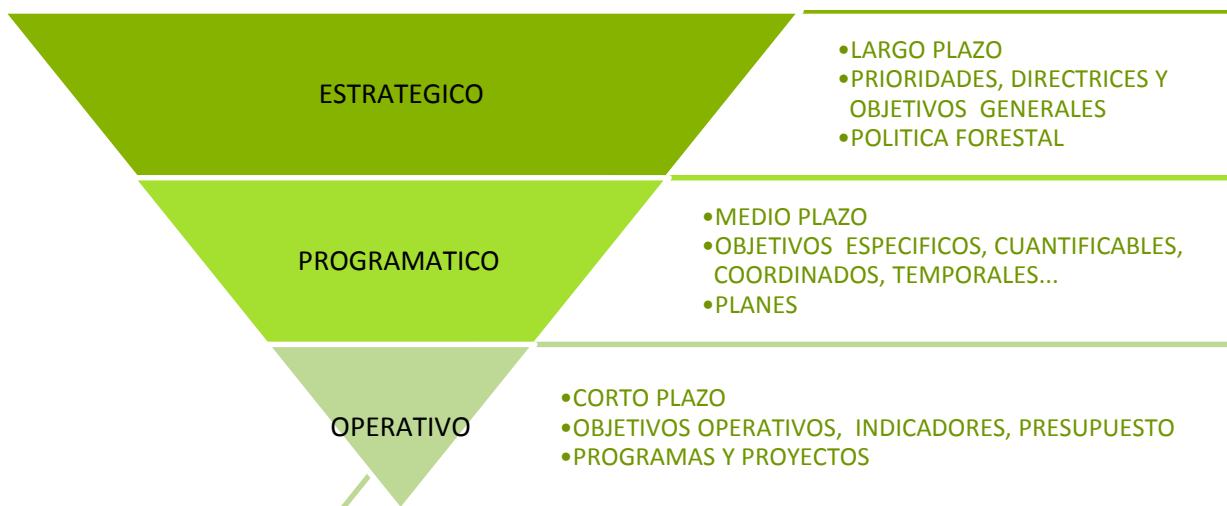 ESTRATEGICO
•LARGO PLAZO
•PRIORIDADES, DIRECTRICES Y
OBJETIVOS GENERALES
•POLITICA FORESTAL
PROGRAMATICO
•MEDIO PLAZO
•OBJETIVOS ESPECIFICOS, CUANTIFICABLES,
COORDINADOS, TEMPORALES...
•PLANES
OPERATIVO
•CORTO PLAZO
•OBJETIVOS OPERATIVOS, INDICADORES, PRESUPUESTO
•PROGRAMAS Y PROYECTOS